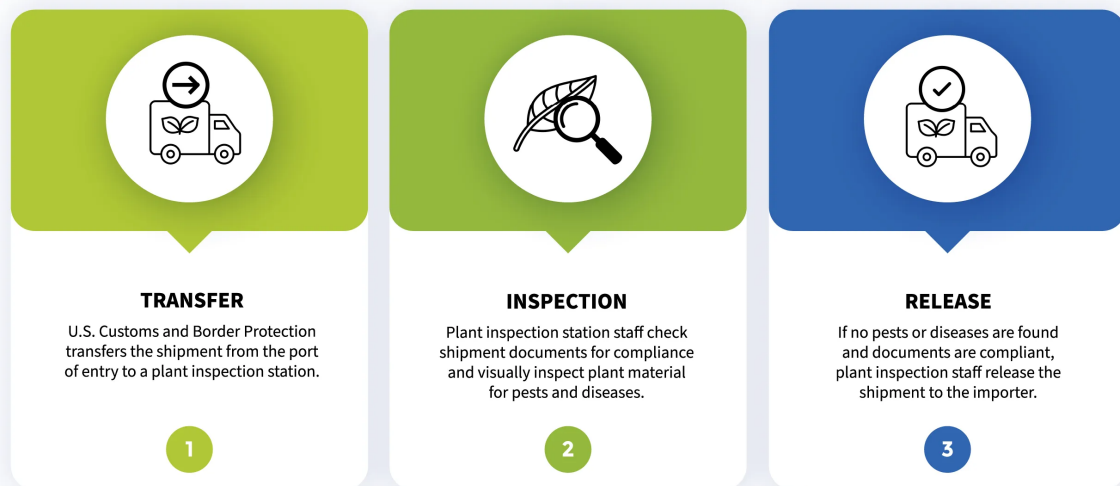 TRANSFER
U.S. Customs and Border Protection
transfers the shipment from the port
of entry to a plant inspection station.
1
INSPECTION
Plant inspection station staff check
shipment documents for compliance
and visually inspect plant material
for pests and diseases.
2
RELEASE
If no pests or diseases are found
and documents are compliant,
plant inspection staff release the
shipment to the importer.
3